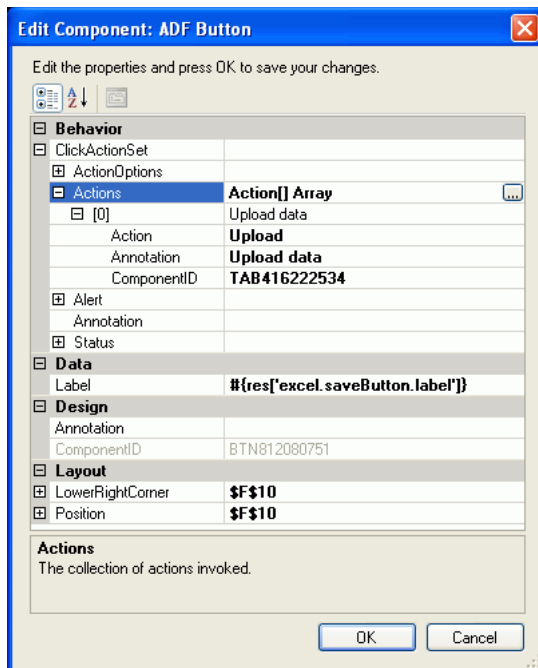 Edit Component: ADF Button
Edit the properties and press OK to save your changes.
Behavior
ClickActionSet
ActionOptions
Actions Action[] Array ...
[0] Upload data
Action Upload
Annotation Upload data
ComponentID TAB416222534
Alert
Annotation
Status
Data
Label #{res['excel.saveButton.label']}
Design
Annotation
ComponentID BTN812080751
Layout
LowerRightCorner $F$10
Position $F$10
Actions
The collection of actions invoked.
OK Cancel